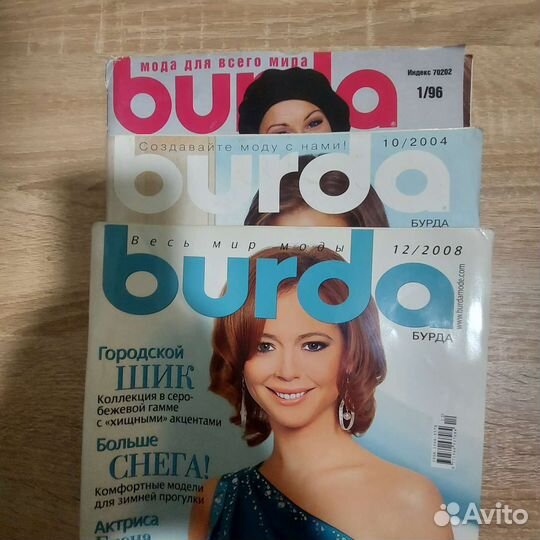 мода для всего мира
Индекс 70202
burda
1/96
Создавайте моду с нами!
10/2004
burda
БУРДА
Весь мир моды
12/2008
burda
БУРДА
www.burdamode.com
Городской
ШИК
Коллекция в серо-
бежевой гамме
с «хищными» акцентами
Больше
СНЕГА!
Комфортные модели
для зимней прогулки
Актриса
Avito